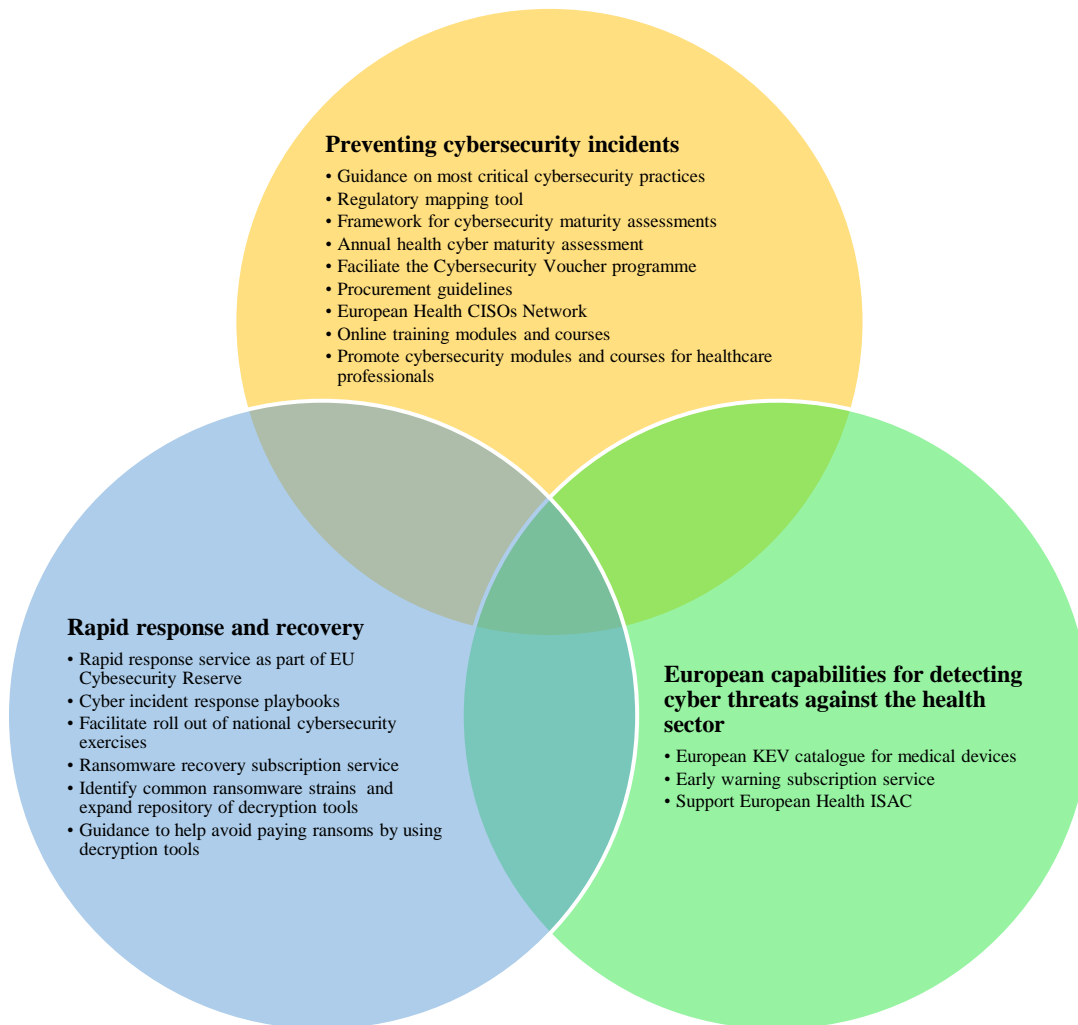 Preventing cybersecurity incidents
• Guidance on most critical cybersecurity practices
• Regulatory mapping tool
• Framework for cybersecurity maturity assessments
• Annual health cyber maturity assessment
• Faciliate the Cybersecurity Voucher programme
• Procurement guidelines
• European Health CISOs Network
• Online training modules and courses
• Promote cybersecurity modules and courses for healthcare
professionals
Rapid response and recovery
• Rapid response service as part of EU
Cybesecurity Reserve
• Cyber incident response playbooks
• Facilitate roll out of national cybersecurity
exercises
• Ransomware recovery subscription service
• Identify common ransomware strains and
expand repository of decryption tools
• Guidance to help avoid paying ransoms by using
decryption tools
European capabilities for detecting
cyber threats against the health
sector
• European KEV catalogue for medical devices
• Early warning subscription service
• Support European Health ISAC